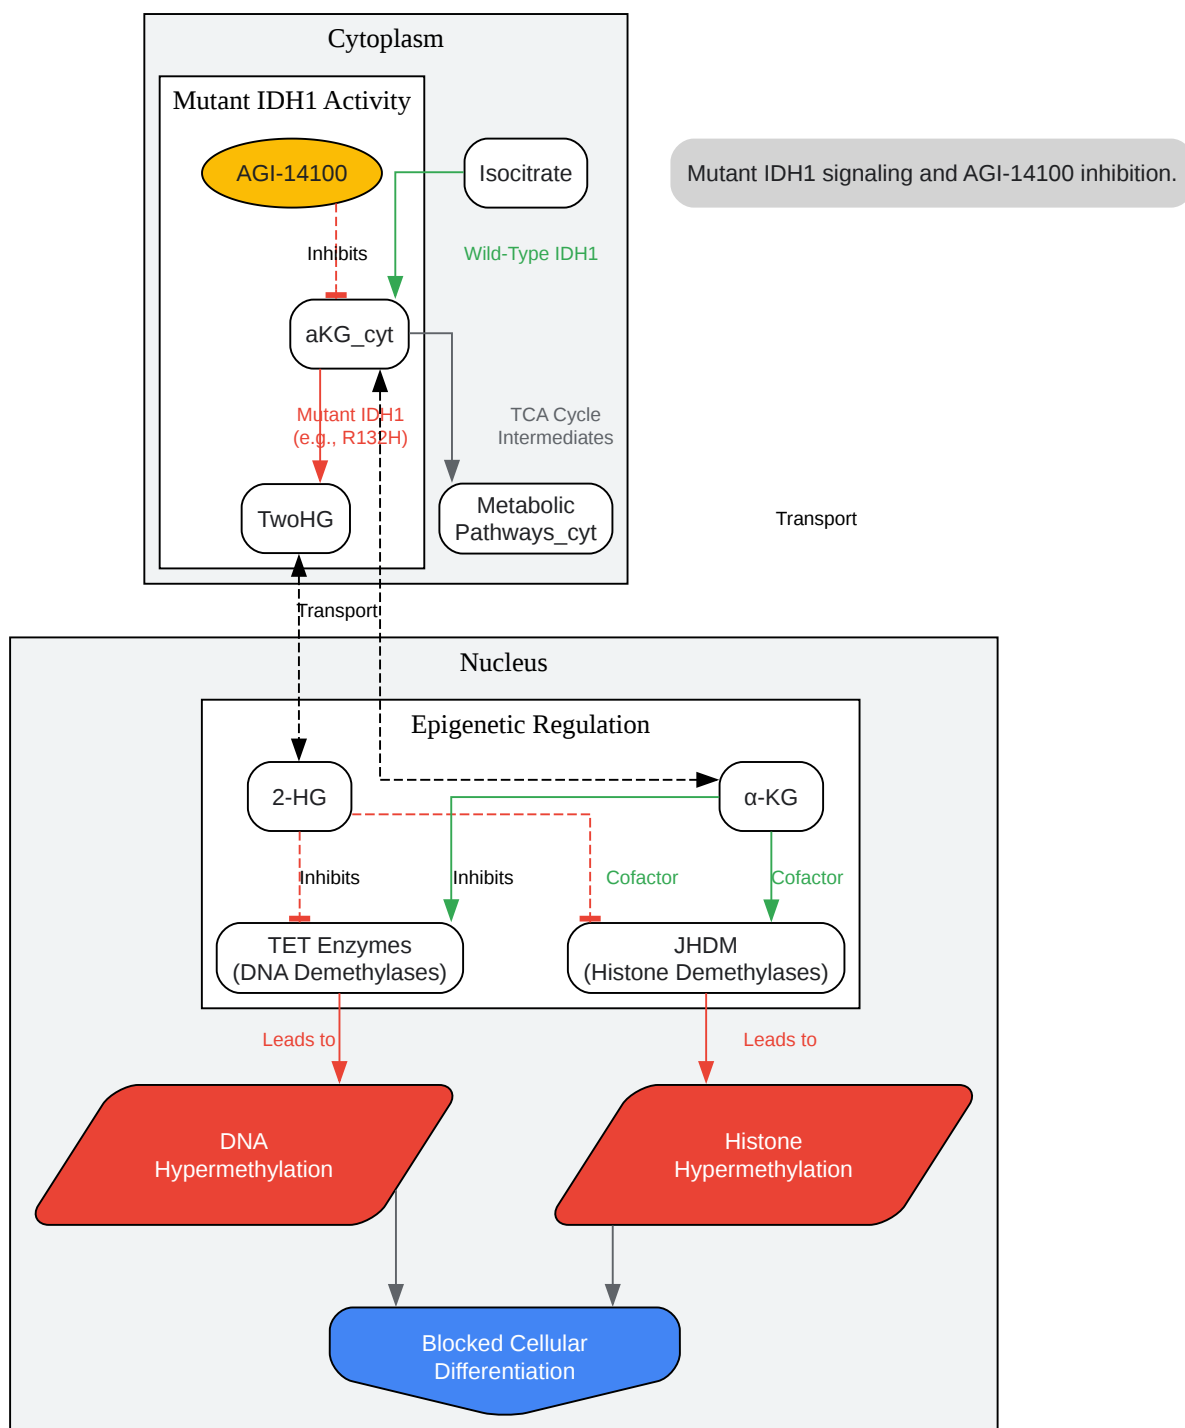 Cytoplasm
Mutant IDH1 Activity
AGI-14100
Isocitrate
Mutant IDH1 signaling and AGI-14100 inhibition.
Inhibits
Wild-Type IDH1
aKG_cyt
Mutant IDH1
(e.g., R132H)
TCA Cycle
Intermediates
TwoHG
Metabolic
Pathways_cyt
Transport
Transport
Nucleus
Epigenetic Regulation
2-HG
α-KG
Inhibits
Inhibits
Cofactor
Cofactor
TET Enzymes
(DNA Demethylases)
JHDM
(Histone Demethylases)
Leads to
Leads to
DNA
Hypermethylation
Histone
Hypermethylation
Blocked Cellular
Differentiation